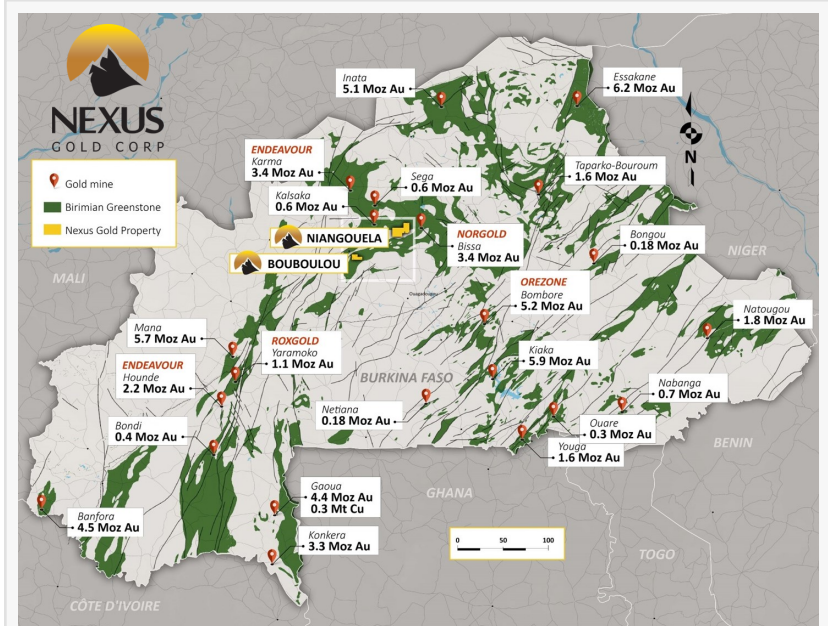 NEXUS
GOLD CORP
Gold mine
Birimian Greenstone
Nexus Gold Property
Inata
5.1 Moz Au
Essakane
6.2 Moz Au
N
ENDEAVOUR
Karma
3.4 Moz Au
Sega
0.6 Moz Au
Taparko-Bouroum
1.6 Moz Au
Kalsaka
0.6 Moz Au
NIANGOUELA
BOUBOULOU
NORGOLD
Bissa
3.4 Moz Au
Bongou
0.18 Moz Au
NIGER
MALI
Ouagadougou
OREZONE
Bombore
5.2 Moz Au
Natougou
1.8 Moz Au
Mana
5.7 Moz Au
ROXGOLD
Yaramoko
1.1 Moz Au
ENDEAVOUR
Hounde
2.2 Moz Au
Kiaka
5.9 Moz Au
BURKINA FASO
Nabanga
0.7 Moz Au
Netiana
0.18 Moz Au
Bondi
0.4 Moz Au
Ouare
0.3 Moz Au
Youga
1.6 Moz Au
BENIN
Gaoua
4.4 Moz Au
0.3 Mt Cu
GHANA
Banfora
4.5 Moz Au
Konkera
3.3 Moz Au
0 50 100
TOGO
CÔTE D'IVOIRE